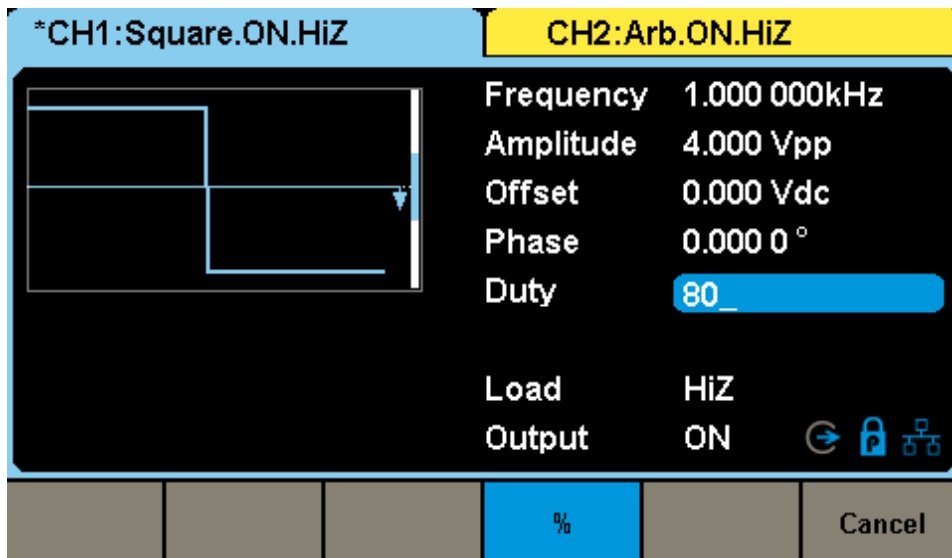 *CH1:Square.ON.HiZ CH2:Arb.ON.HiZ
Frequency 1.000 000kHz
Amplitude 4.000 Vpp
Offset 0.000 Vdc
Phase 0.000 0 °
Duty 80_
Load HiZ
Output ON P
% Cancel